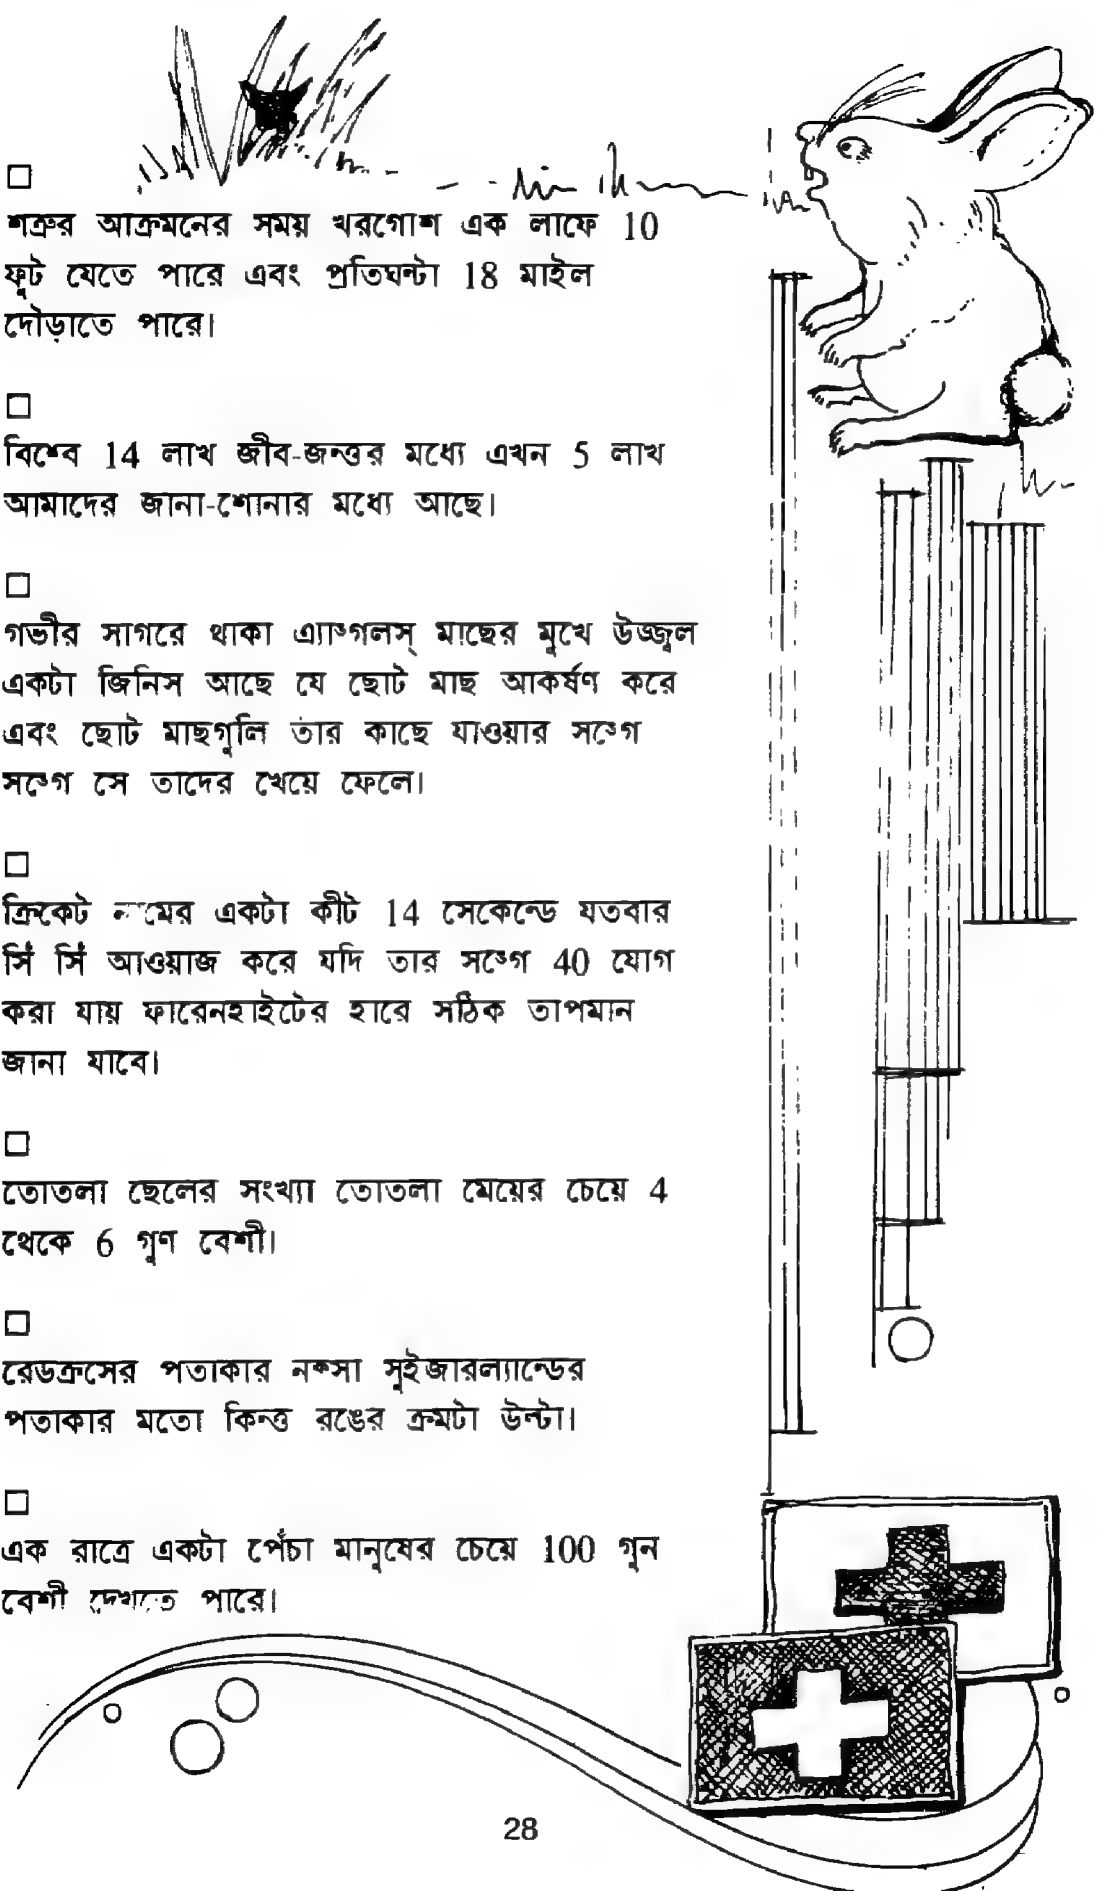 শত্রুর আক্রমনের সময় খরগোশ এক লাফে 10
ফুট যেতে পারে এবং প্রতিঘন্টা 18 মাইল
দৌড়াতে পারে।
বিশ্বে 14 লাখ জীব-জন্তুর মধ্যে এখন 5 লাখ
আমাদের জানা-শোনার মধ্যে আছে।
গভীর সাগরে থাকা এ্যাঙ্গলস্ মাছের মুখে উজ্জ্বল
একটা জিনিস আছে যে ছোট মাছ আকর্ষণ করে
এবং ছোট মাছগুলি তার কাছে যাওয়ার সঙ্গে
সঙ্গে সে তাদের খেয়ে ফেলে।
ক্রিকেট নামের একটা কীট 14 সেকেন্ডে যতবার
সিঁ সিঁ আওয়াজ করে যদি তার সঙ্গে 40 যোগ
করা যায় ফারেনহাইটের হারে সঠিক তাপমান
জানা যাবে।
তোতলা ছেলের সংখ্যা তোতলা মেয়ের চেয়ে 4
থেকে 6 গুণ বেশী।
রেডক্রসের পতাকার নক্সা সুইজারল্যান্ডের
পতাকার মতো কিন্তু রঙের ক্রমটা উল্টা।
এক রাত্রে একটা পেঁচা মানুষের চেয়ে 100 গুন
বেশী দেখতে পারে।
28